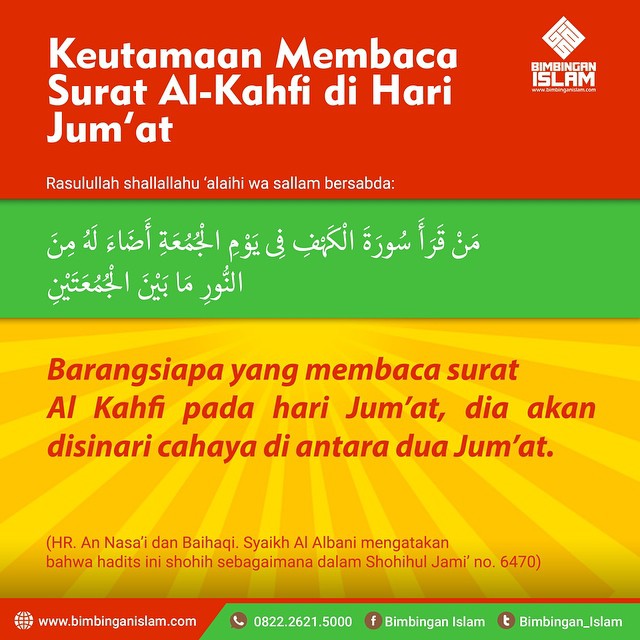 Keutamaan Membaca
Surat Al-Kahfi di Hari
Jum'at
BIMBINGAN
ISLAM
www.bimbinganislam.com
Rasulullah shallallahu 'alaihi wa sallam bersabda:
مَنْ قَرَأَ سُورَةَ الْكَهْفِ فِى يَوْمِ الْجُمُعَةِ أَضَاءَ لَهُ مِنَ
النُّورِ مَا بَيْنَ الْجُمُعَتَيْنِ
Barangsiapa yang membaca surat
Al Kahfi pada hari Jum'at, dia akan
disinari cahaya di antara dua Jum'at.
(HR. An Nasa'i dan Baihaqi. Syaikh Al Albani mengatakan
bahwa hadits ini shohih sebagaimana dalam Shohihul Jami' no. 6470)
www.bimbinganislam.com 0822.2621.5000 Bimbingan Islam Bimbingan_Islam